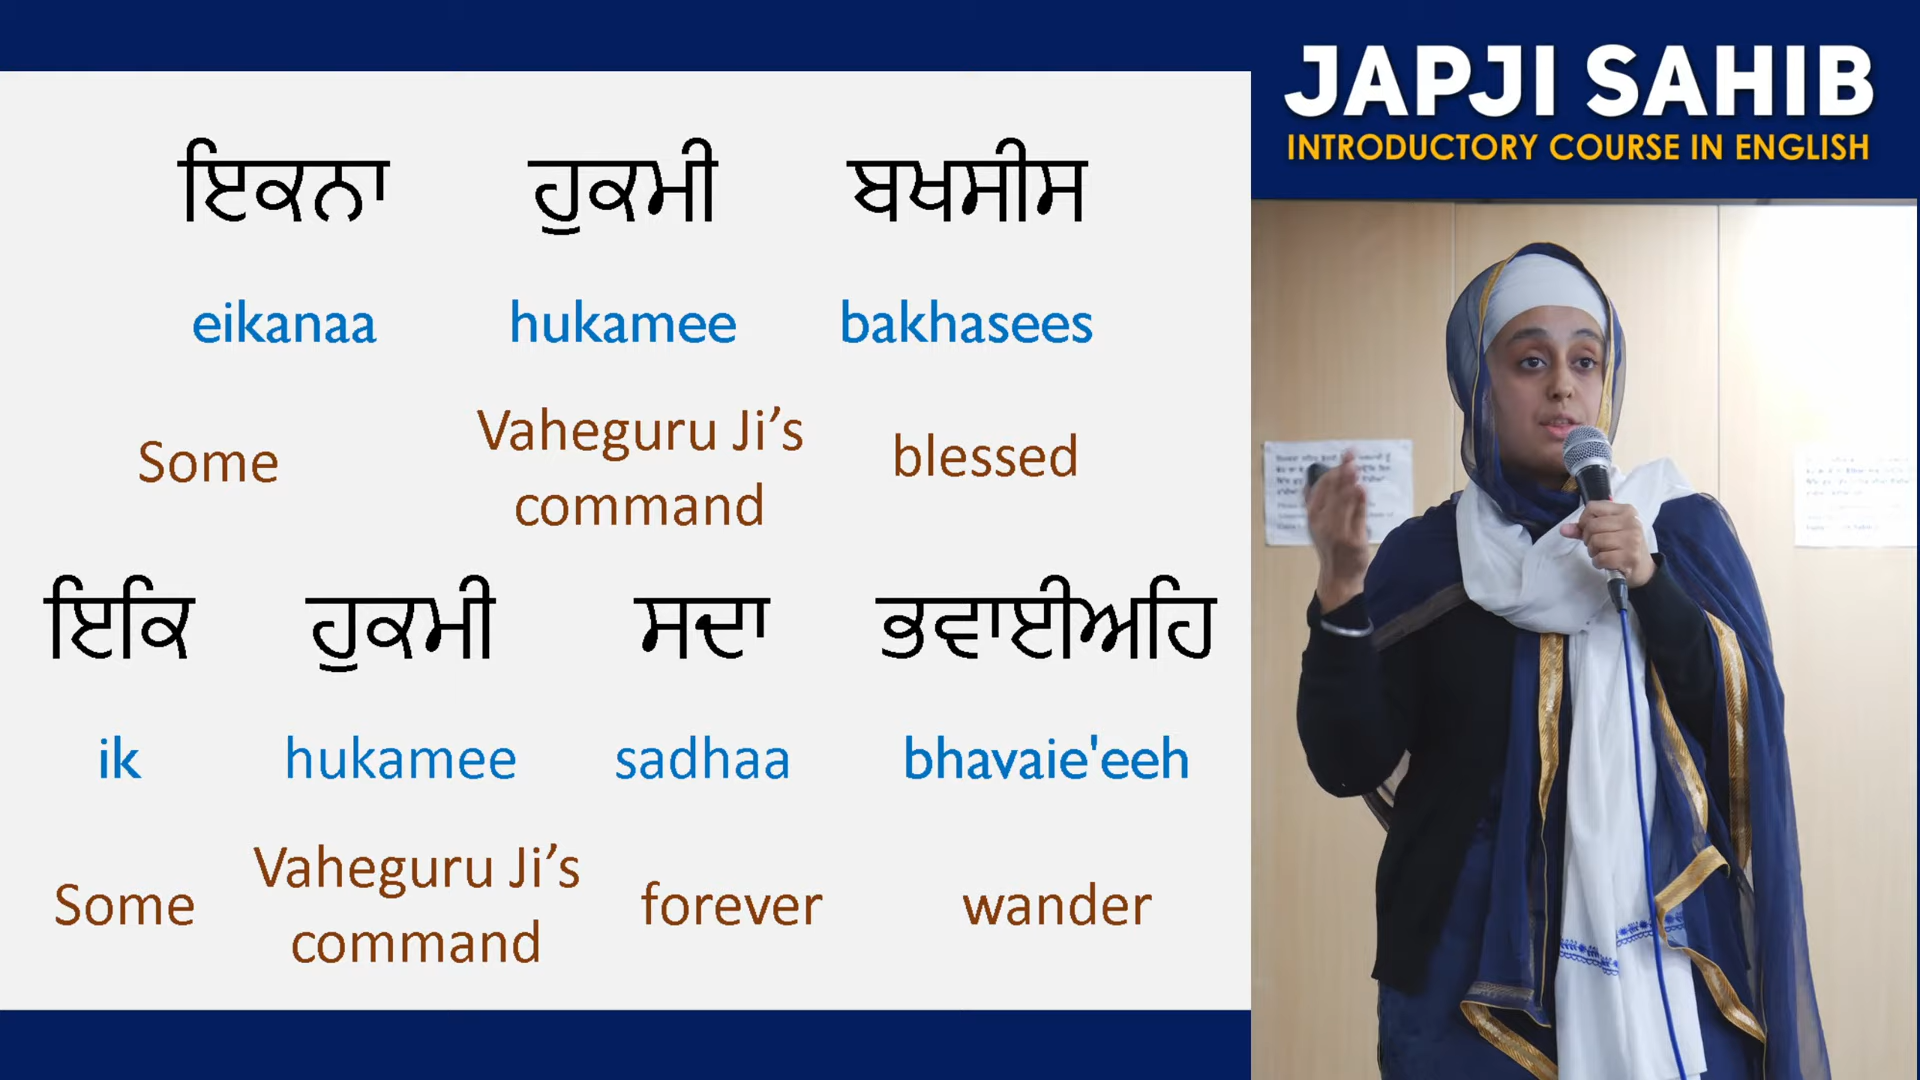 JAPJI SAHIB
INTRODUCTORY COURSE IN ENGLISH
ਇਕਨਾ ਹੁਕਮੀ ਬਖਸੀਸ
eikanaa hukamee bakhasees
Some Vaheguru Ji’s command blessed
ਇਕਿ ਹੁਕਮੀ ਸਦਾ ਭਵਾਈਅਹਿ
ik hukamee sadhaa bhavaie'eeh
Some Vaheguru Ji’s command forever wander